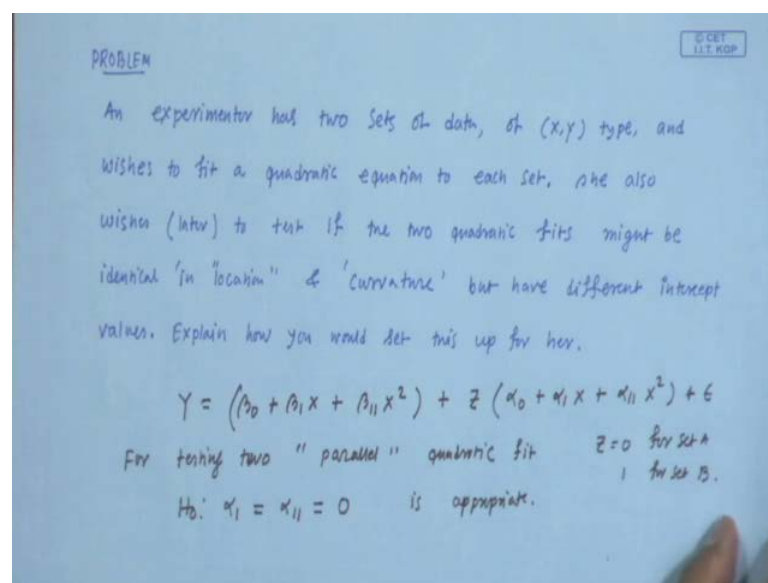 © CET
I.I.T. KGP
PROBLEM
An experimentor has two sets of data, of (x,y) type, and
wishes to fit a quadratic equation to each set. She also
wishes (later) to test if the two quadratic fits might be
identical 'in "location" & 'curvature' but have different intercept
values. Explain how you would set this up for her.
Y = (β₀ + β₁x + β₁₁x²) + Z (α₀ + α₁x + α₁₁x²) + ε
For testing two "parallel" quadratic fit
Z=0 for set A
1 for set B.
H₀: α₁ = α₁₁ = 0 is appropriate.